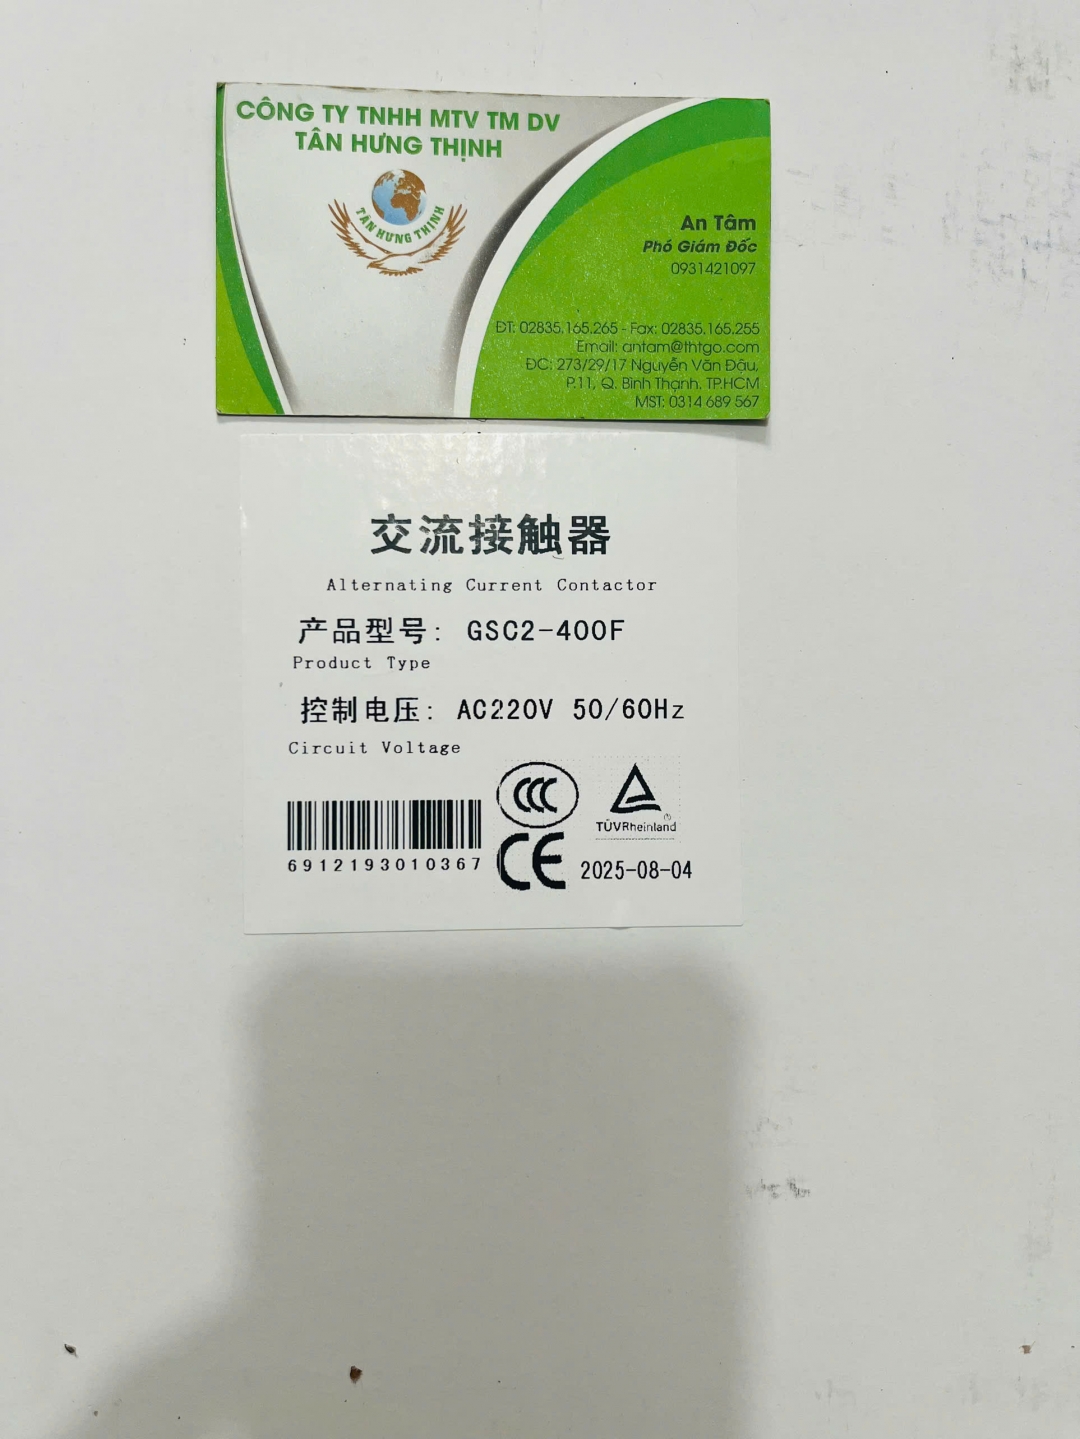 CÔNG TY TNHH MTV TM DV
TÂN HƯNG THỊNH
TÂN HƯNG THỊNH
An Tâm
Phó Giám Đốc
0931421097
ĐT: 02835.165.265 - Fax: 02835.165.255
Email: antam@thtgo.com
ĐC: 273/29/17 Nguyễn Văn Đậu,
P.11, Q. Bình Thạnh. TP.HCM
MST: 0314 689 567
交流接触器
Alternating Current Contactor
产品型号: GSC2-400F
Product Type
控制电压: AC220V 50/60Hz
Circuit Voltage
CCC
TÜVRheinland
®
6912193010367
CE
2025-08-04